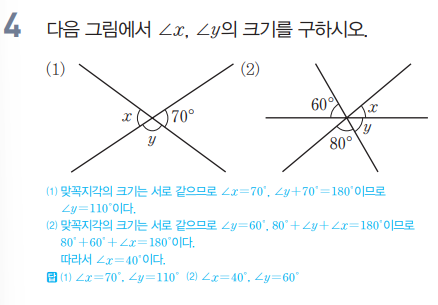 4 다음 그림에서 ∠x, ∠y의 크기를 구하시오.
(1) x 70° y
(2) 60° x y 80°
(1) 맞꼭지각의 크기는 서로 같으므로 ∠x=70°, ∠y+70°=180°이므로
∠y=110°이다.
(2) 맞꼭지각의 크기는 서로 같으므로 ∠y=60°, 80°+∠y+∠x=180°이므로
80°+60°+∠x=180°이다.
따라서 ∠x=40°이다.
답 (1) ∠x=70°, ∠y=110° (2) ∠x=40°, ∠y=60°